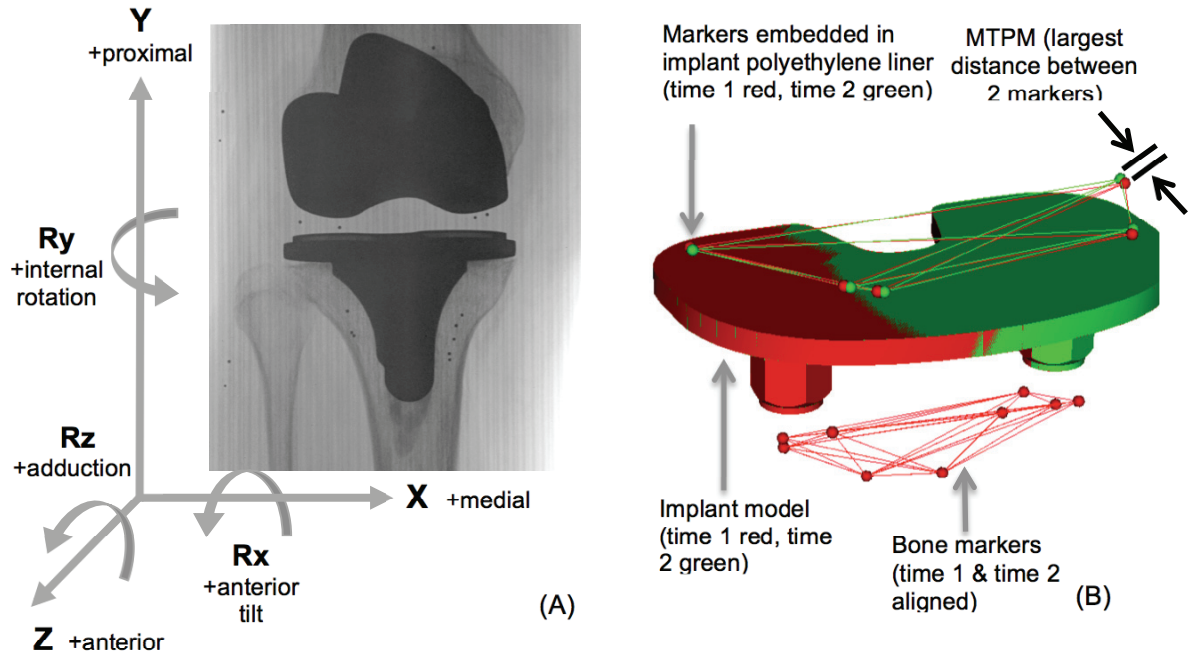 Y
+proximal
Ry
+internal
rotation
Rz
+adduction
X +medial
Rx
+anterior
tilt
Z +anterior
(A)
Markers embedded in
implant polyethylene liner
(time 1 red, time 2 green)
MTPM (largest
distance between
2 markers)
Implant model
(time 1 red, time
2 green)
Bone markers
(time 1 & time 2
aligned)
(B)